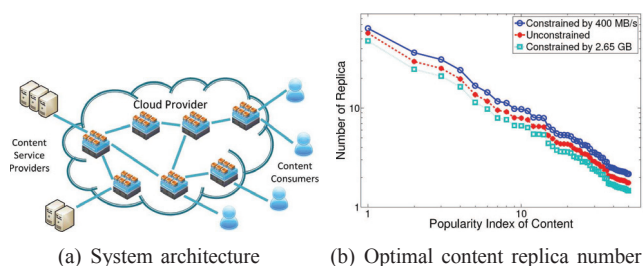 Cloud Provider
Content
Service
Providers
Content
Consumers
(a) System architecture
Constrained by 400 MB/s
Unconstrained
Constrained by 2.65 GB
Number of Replica
10
1
1
10
Popularity Index of Content
(b) Optimal content replica number